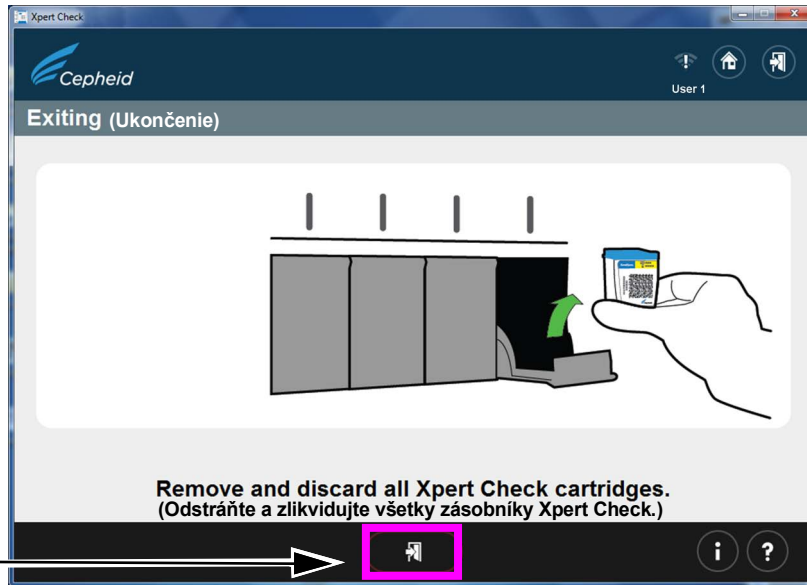 Xpert Check
Cepheid
User 1
Exiting (Ukončenie)
Remove and discard all Xpert Check cartridges.
(Odstráňte a zlikvidujte všetky zásobníky Xpert Check.)
i ?